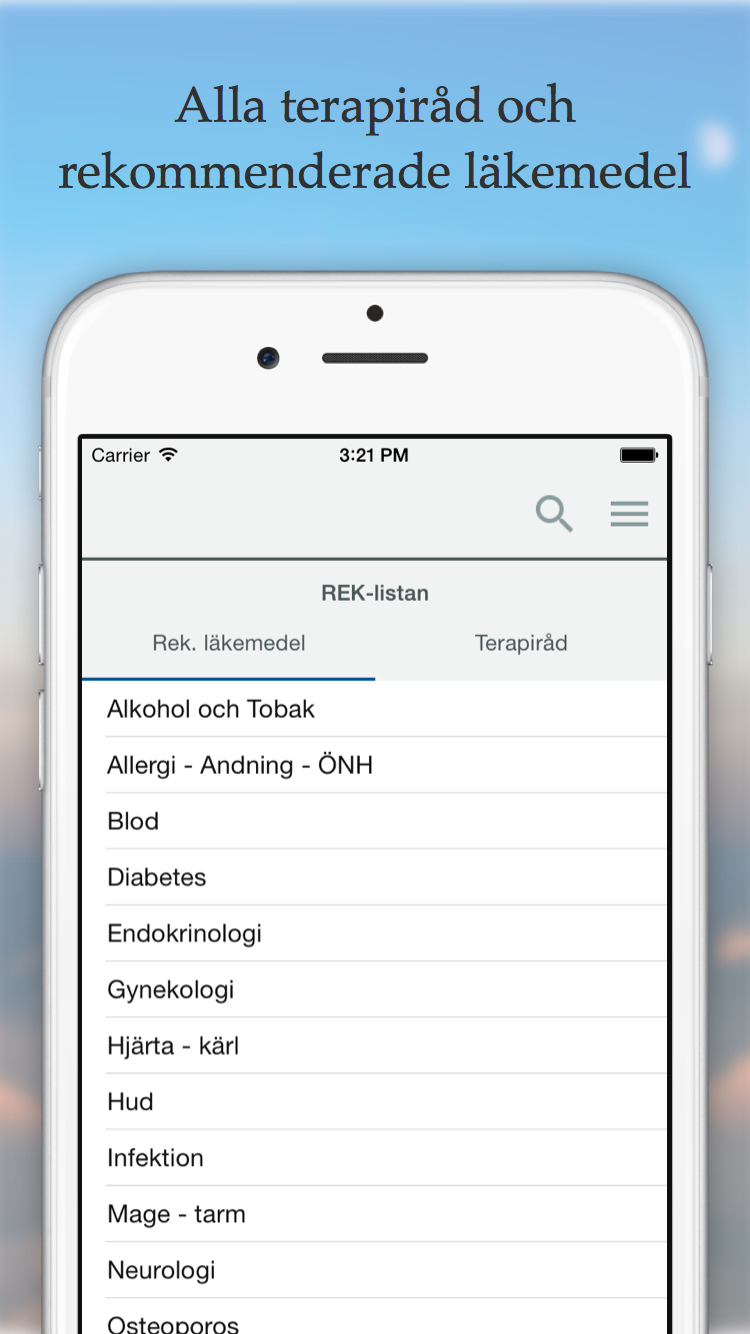 Alla terapiråd och
rekommenderade läkemedel
Carrier 3:21 PM
REK-listan
Rek. läkemedel Terapiråd
Alkohol och Tobak
Allergi - Andning - ÖNH
Blod
Diabetes
Endokrinologi
Gynekologi
Hjärta - kärl
Hud
Infektion
Mage - tarm
Neurologi
Osteoporos